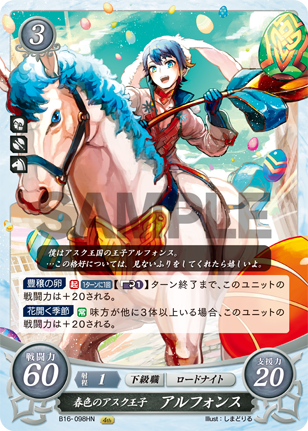 3
SAMPLE
僕はアスク王国の王子アルフォンス。
…この格好については、見ないふりをしてくれたら嬉しいよ。
豊穣の卵 起 1ターンに1回 [1]ターン終了まで、このユニットの
戦闘力は+20される。
花開く季節 常 味方が他に3体以上いる場合、このユニットの
戦闘力は+20される。
戦闘力 60
射程 1 下級職 ロードナイト
支援力 20
春色のアスク王子 アルフォンス
B16-098HN 4th Illust:しまどりる